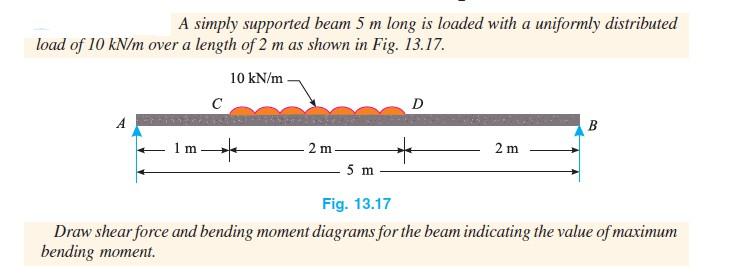 A simply supported beam 5 m long is loaded with a uniformly distributed
load of 10 kN/m over a length of 2 m as shown in Fig. 13.17.
10 kN/m
C D
A B
1 m 2 m 2 m
5 m
Fig. 13.17
Draw shear force and bending moment diagrams for the beam indicating the value of maximum
bending moment.